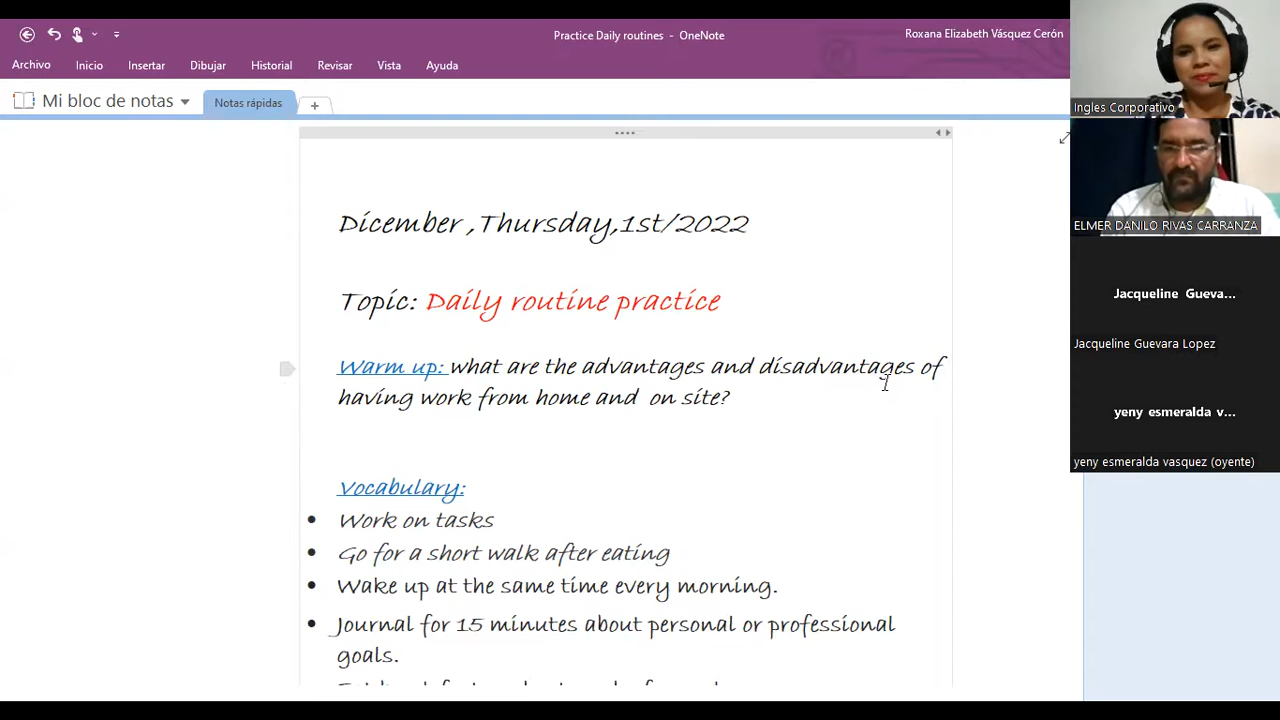 Practice Daily routines - OneNote
Roxana Elizabeth Vásquez Cerón
Archivo Inicio Insertar Dibujar Historial Revisar Vista Ayuda
Mi bloc de notas Notas rápidas
Dicember ,Thursday,1st/2022
Topic: Daily routine practice
Warm up: what are the advantages and disadvantages of
having work from home and on site?
Vocabulary:
Work on tasks
Go for a short walk after eating
Wake up at the same time every morning.
Journal for 15 minutes about personal or professional
goals.
Ingles Corporativo
ELMER DANILO RIVAS CARRANZA
Jacqueline Gueva...
Jacqueline Guevara Lopez
yeny esmeralda v...
yeny esmeralda vasquez (oyente)